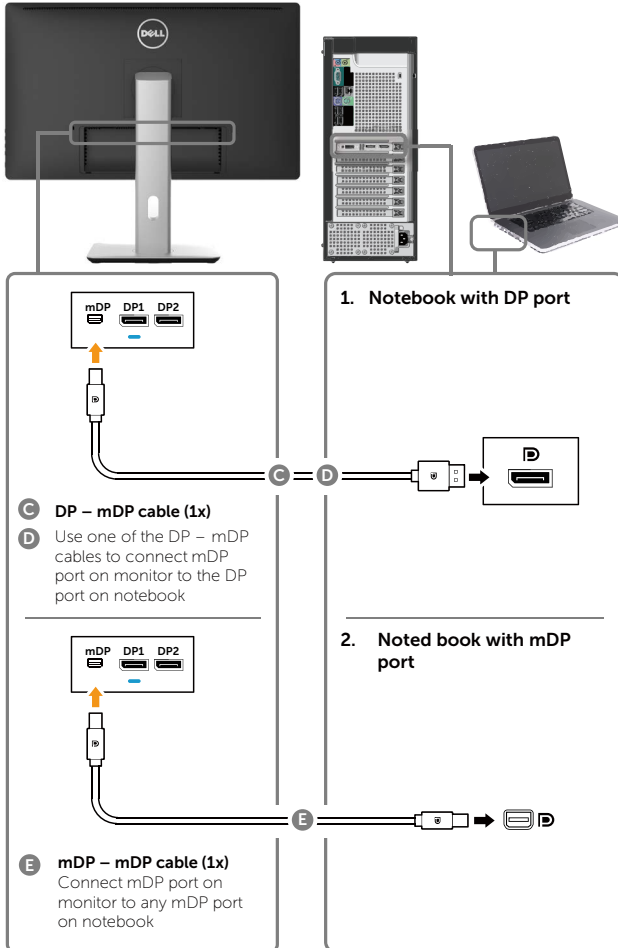 DELL
1. Notebook with DP port
mDP DP1 DP2
C D
C DP – mDP cable (1x)
D Use one of the DP – mDP
cables to connect mDP
port on monitor to the DP
port on notebook
2. Noted book with mDP
port
mDP DP1 DP2
E
E mDP – mDP cable (1x)
Connect mDP port on
monitor to any mDP port
on notebook